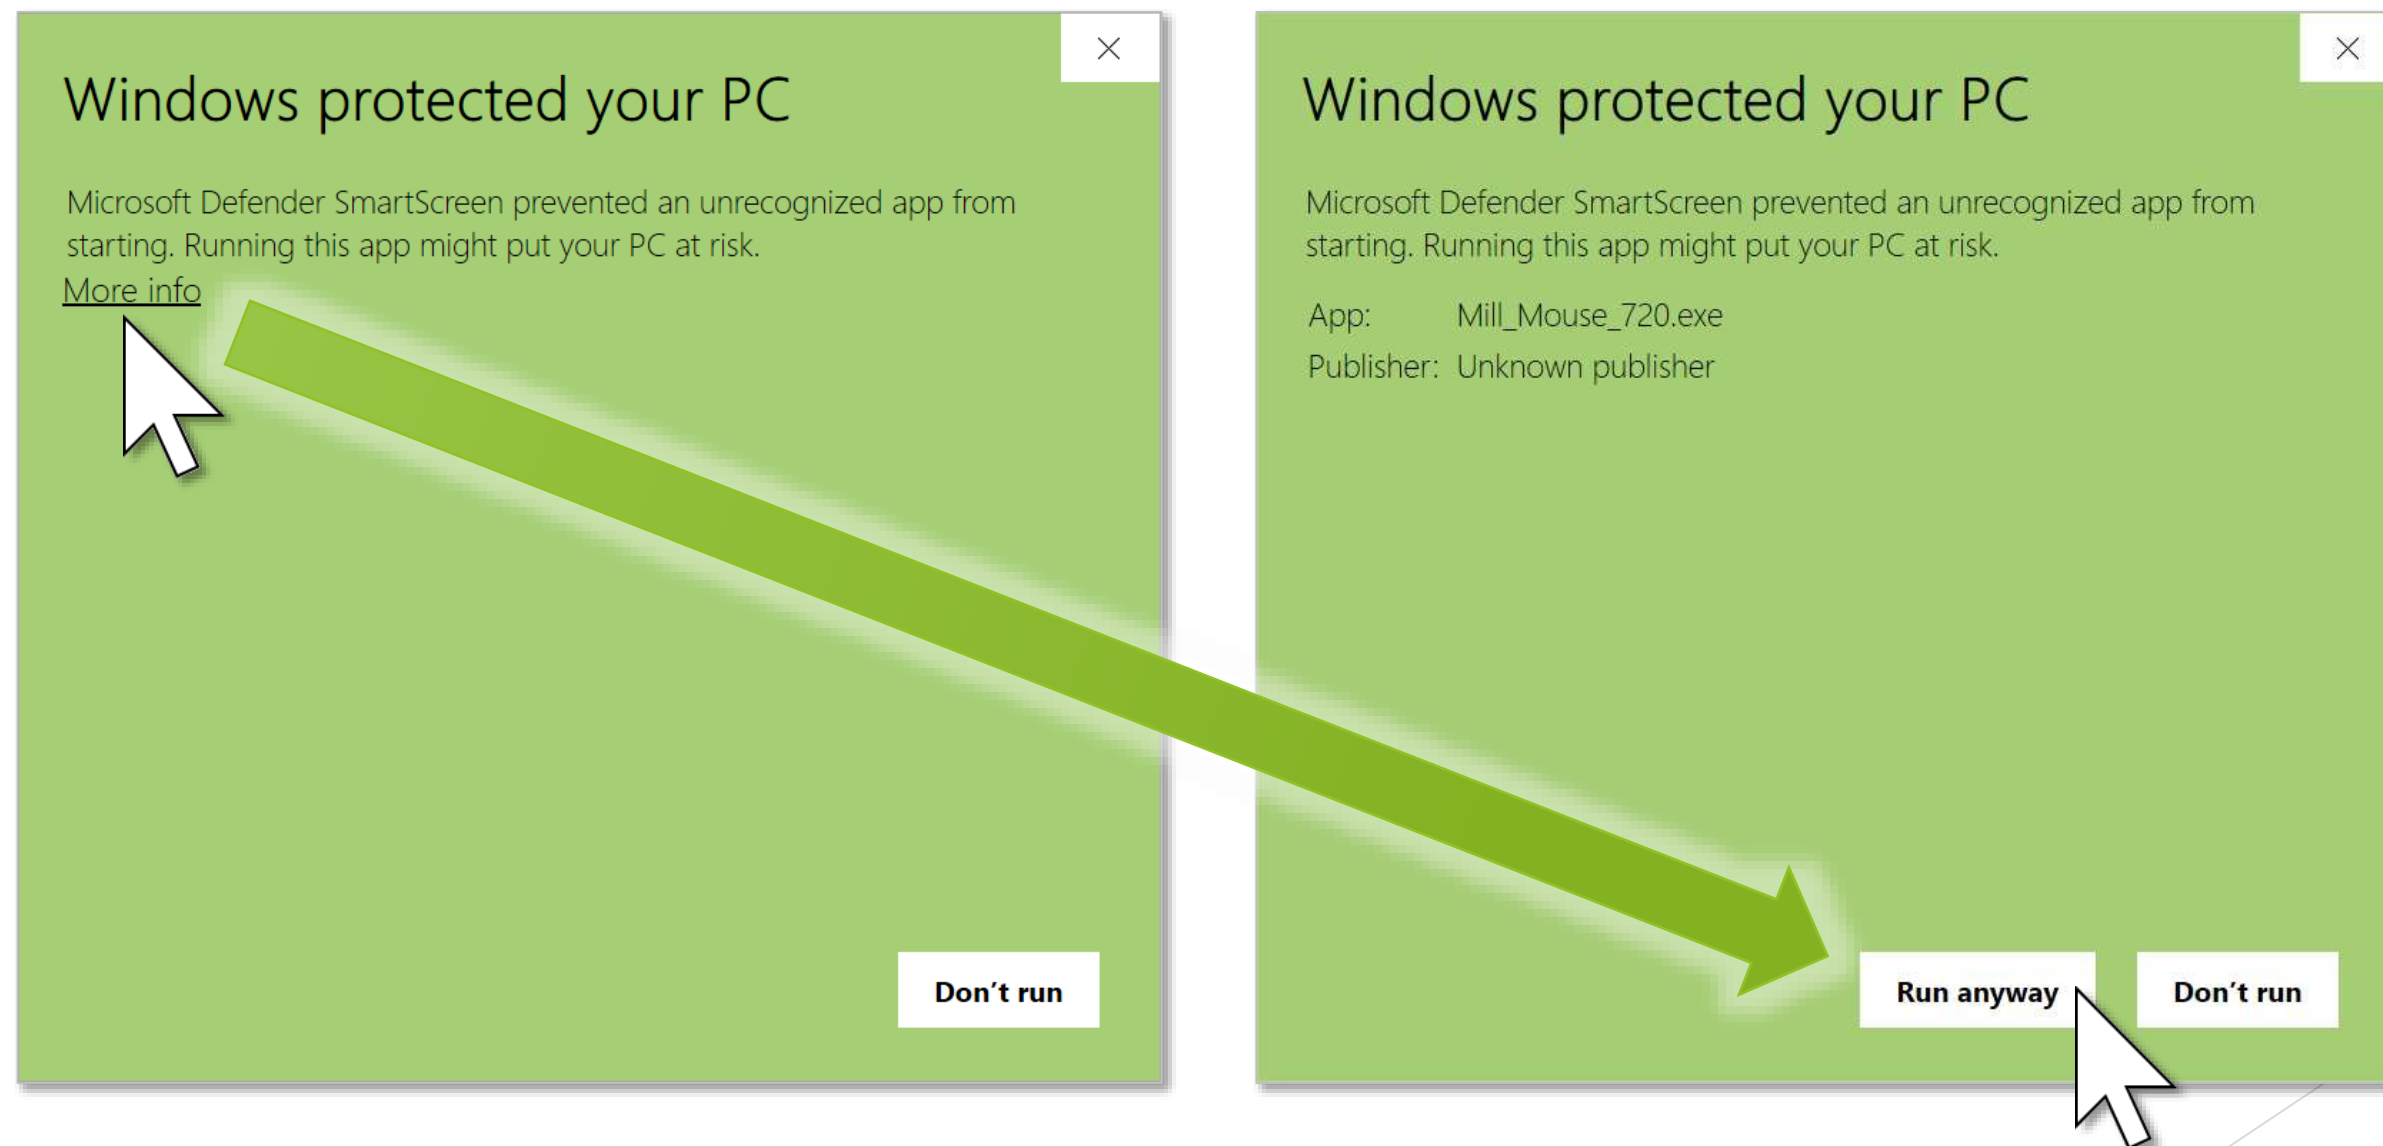 Windows protected your PC
Microsoft Defender SmartScreen prevented an unrecognized app from
starting. Running this app might put your PC at risk.
More info
Don't run
Windows protected your PC
Microsoft Defender SmartScreen prevented an unrecognized app from
starting. Running this app might put your PC at risk.
App: Mill_Mouse_720.exe
Publisher: Unknown publisher
Run anyway Don't run